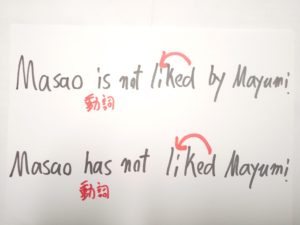 Masao is not liked by Mayumi.
動詞
Masao has not liked Mayumi.
動詞